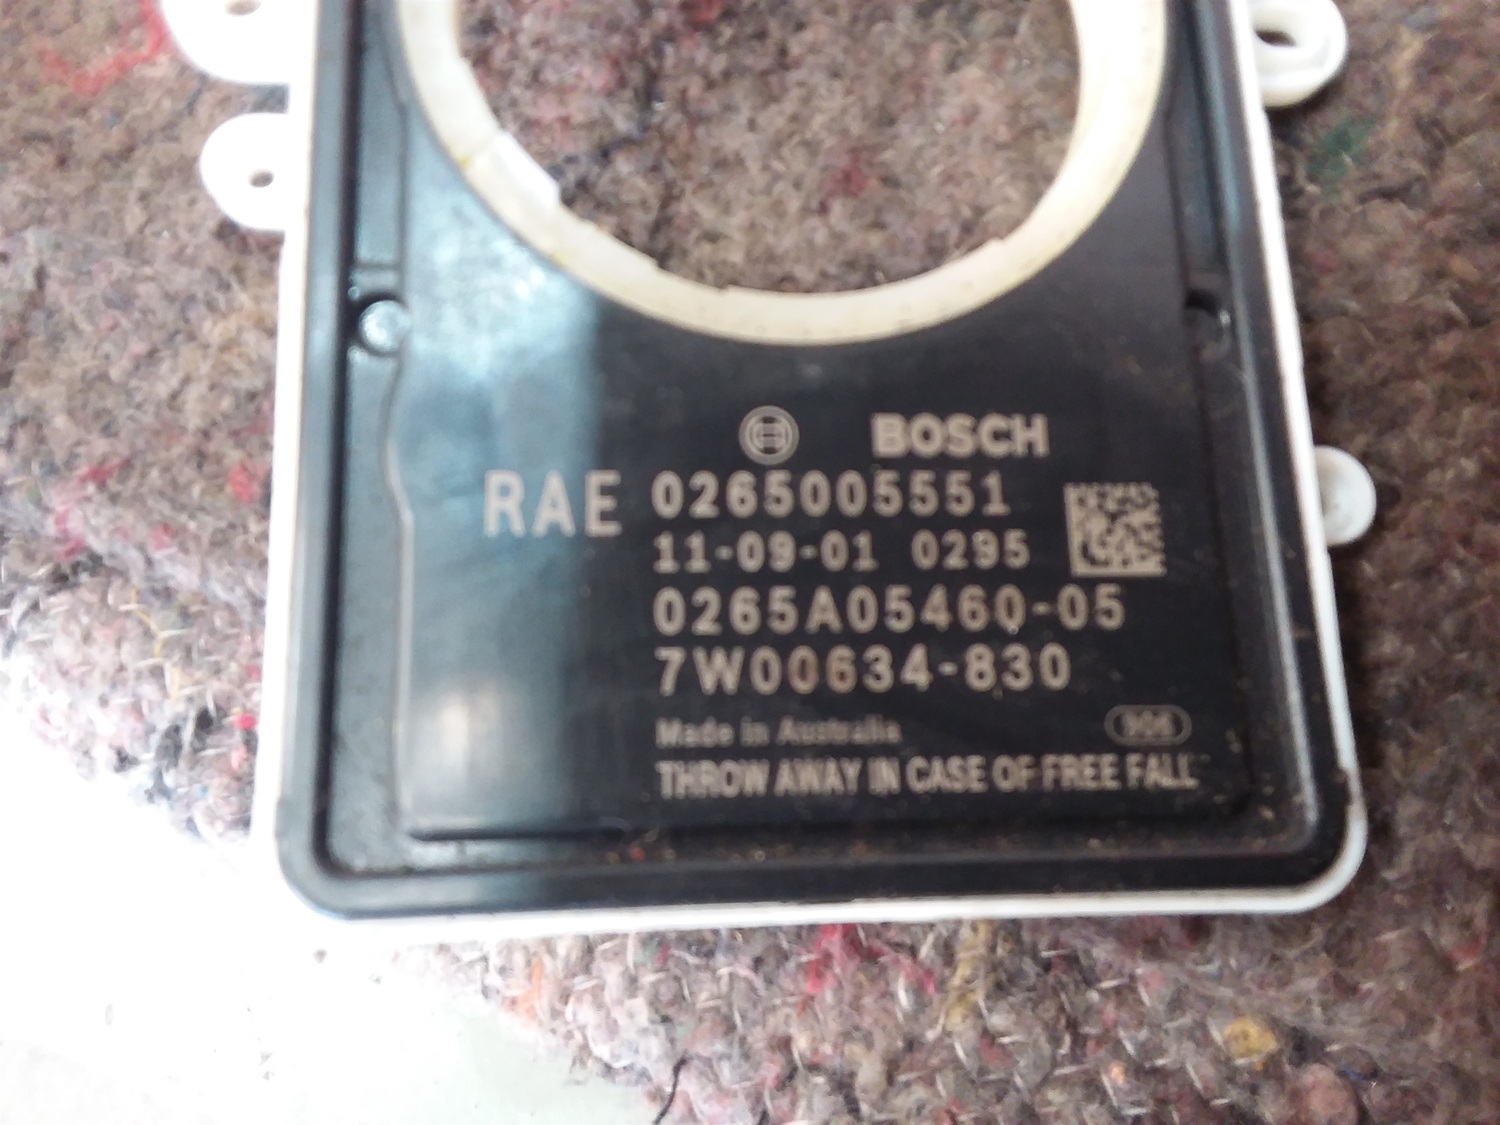 BOSCH
RAE 0265005551
11-09-01 0295
0265A05460-05
7W00634-830
Made in Australia
906
THROW AWAY IN CASE OF FREE FALL